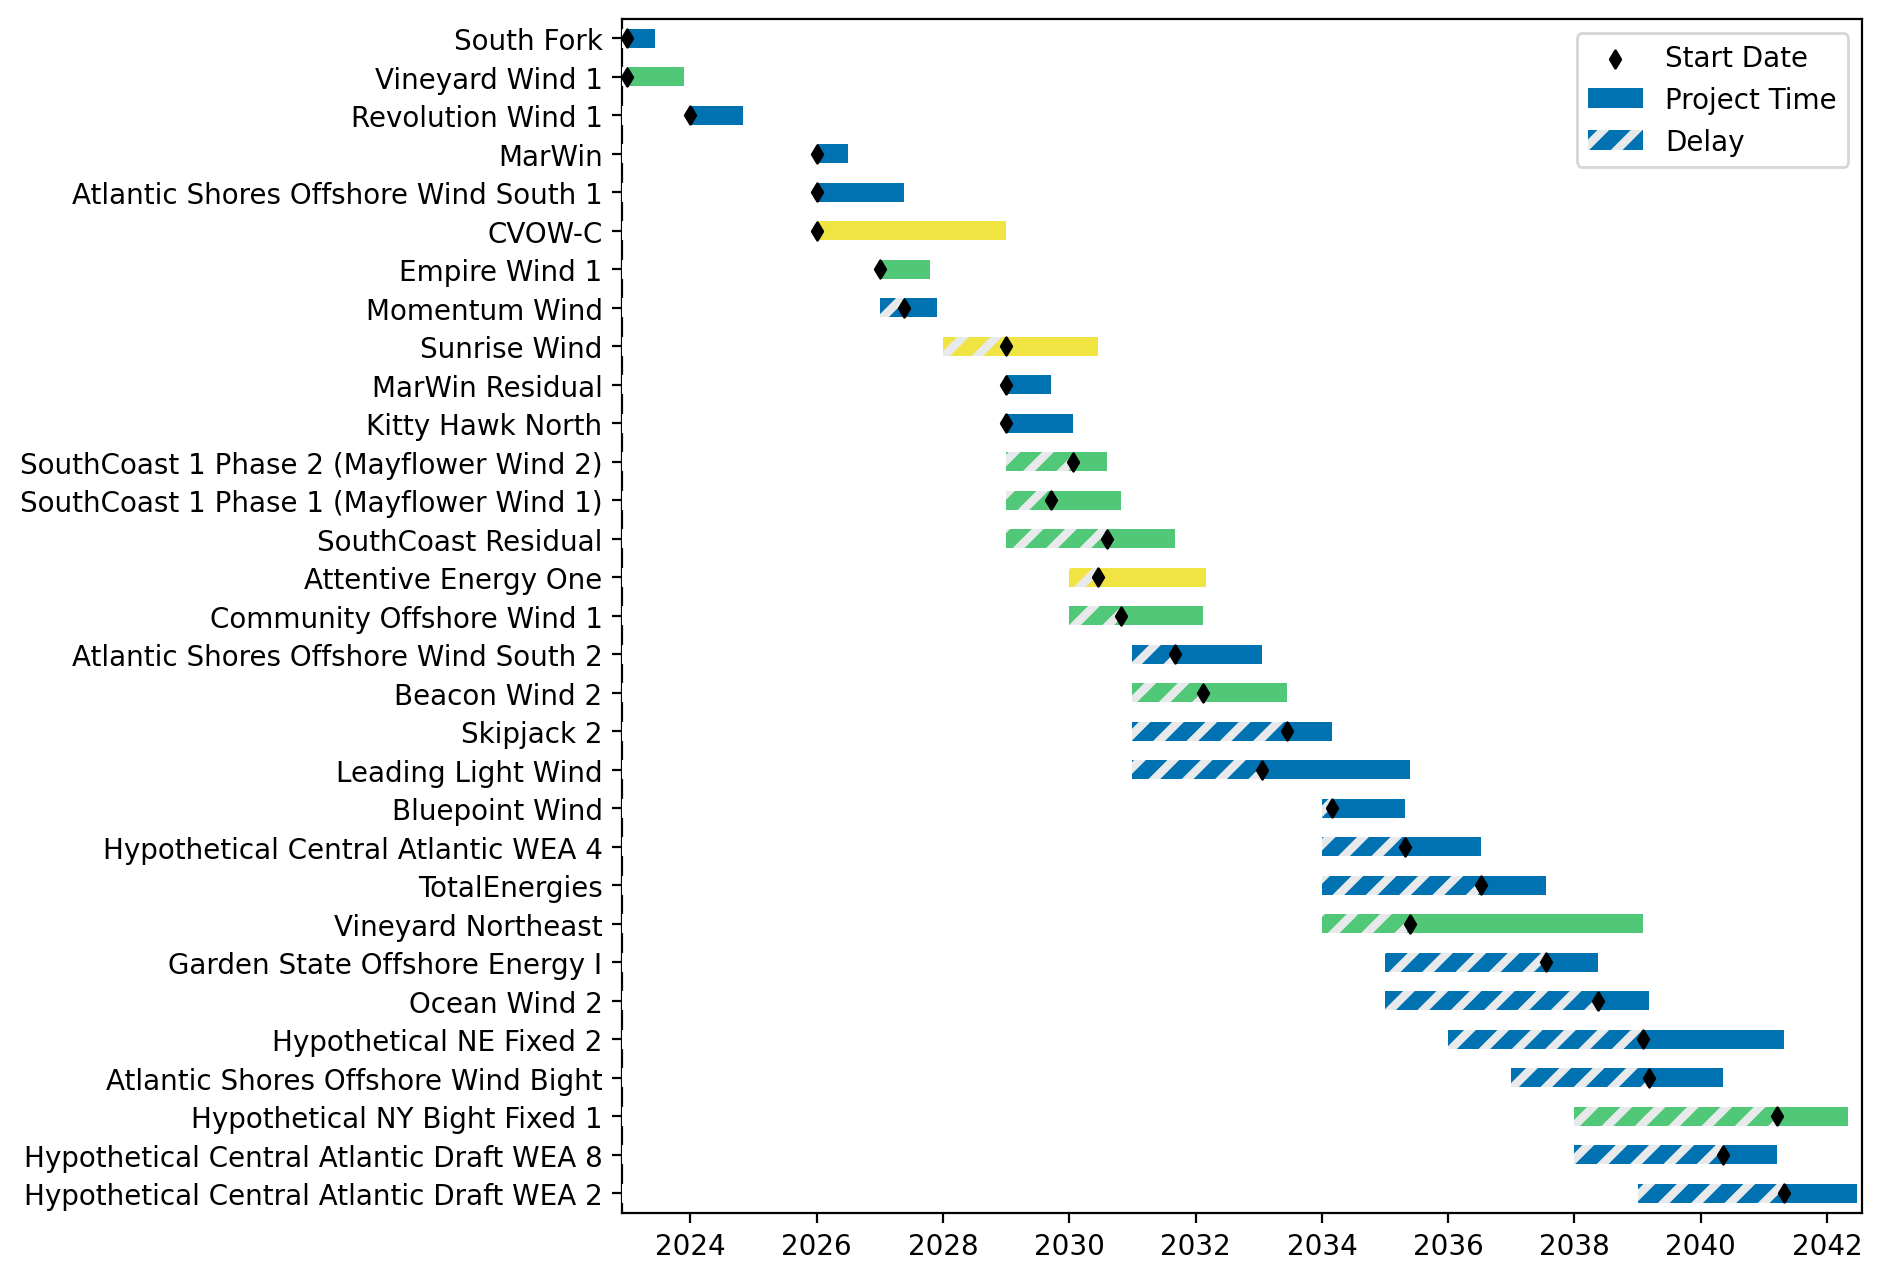 South Fork
Vineyard Wind 1
Revolution Wind 1
MarWin
Atlantic Shores Offshore Wind South 1
CVOW-C
Empire Wind 1
Momentum Wind
Sunrise Wind
MarWin Residual
Kitty Hawk North
SouthCoast 1 Phase 2 (Mayflower Wind 2)
SouthCoast 1 Phase 1 (Mayflower Wind 1)
SouthCoast Residual
Attentive Energy One
Community Offshore Wind 1
Atlantic Shores Offshore Wind South 2
Beacon Wind 2
Skipjack 2
Leading Light Wind
Bluepoint Wind
Hypothetical Central Atlantic WEA 4
TotalEnergies
Vineyard Northeast
Garden State Offshore Energy I
Ocean Wind 2
Hypothetical NE Fixed 2
Atlantic Shores Offshore Wind Bight
Hypothetical NY Bight Fixed 1
Hypothetical Central Atlantic Draft WEA 8
Hypothetical Central Atlantic Draft WEA 2
Start Date
Project Time
Delay
2024 2026 2028 2030 2032 2034 2036 2038 2040 2042